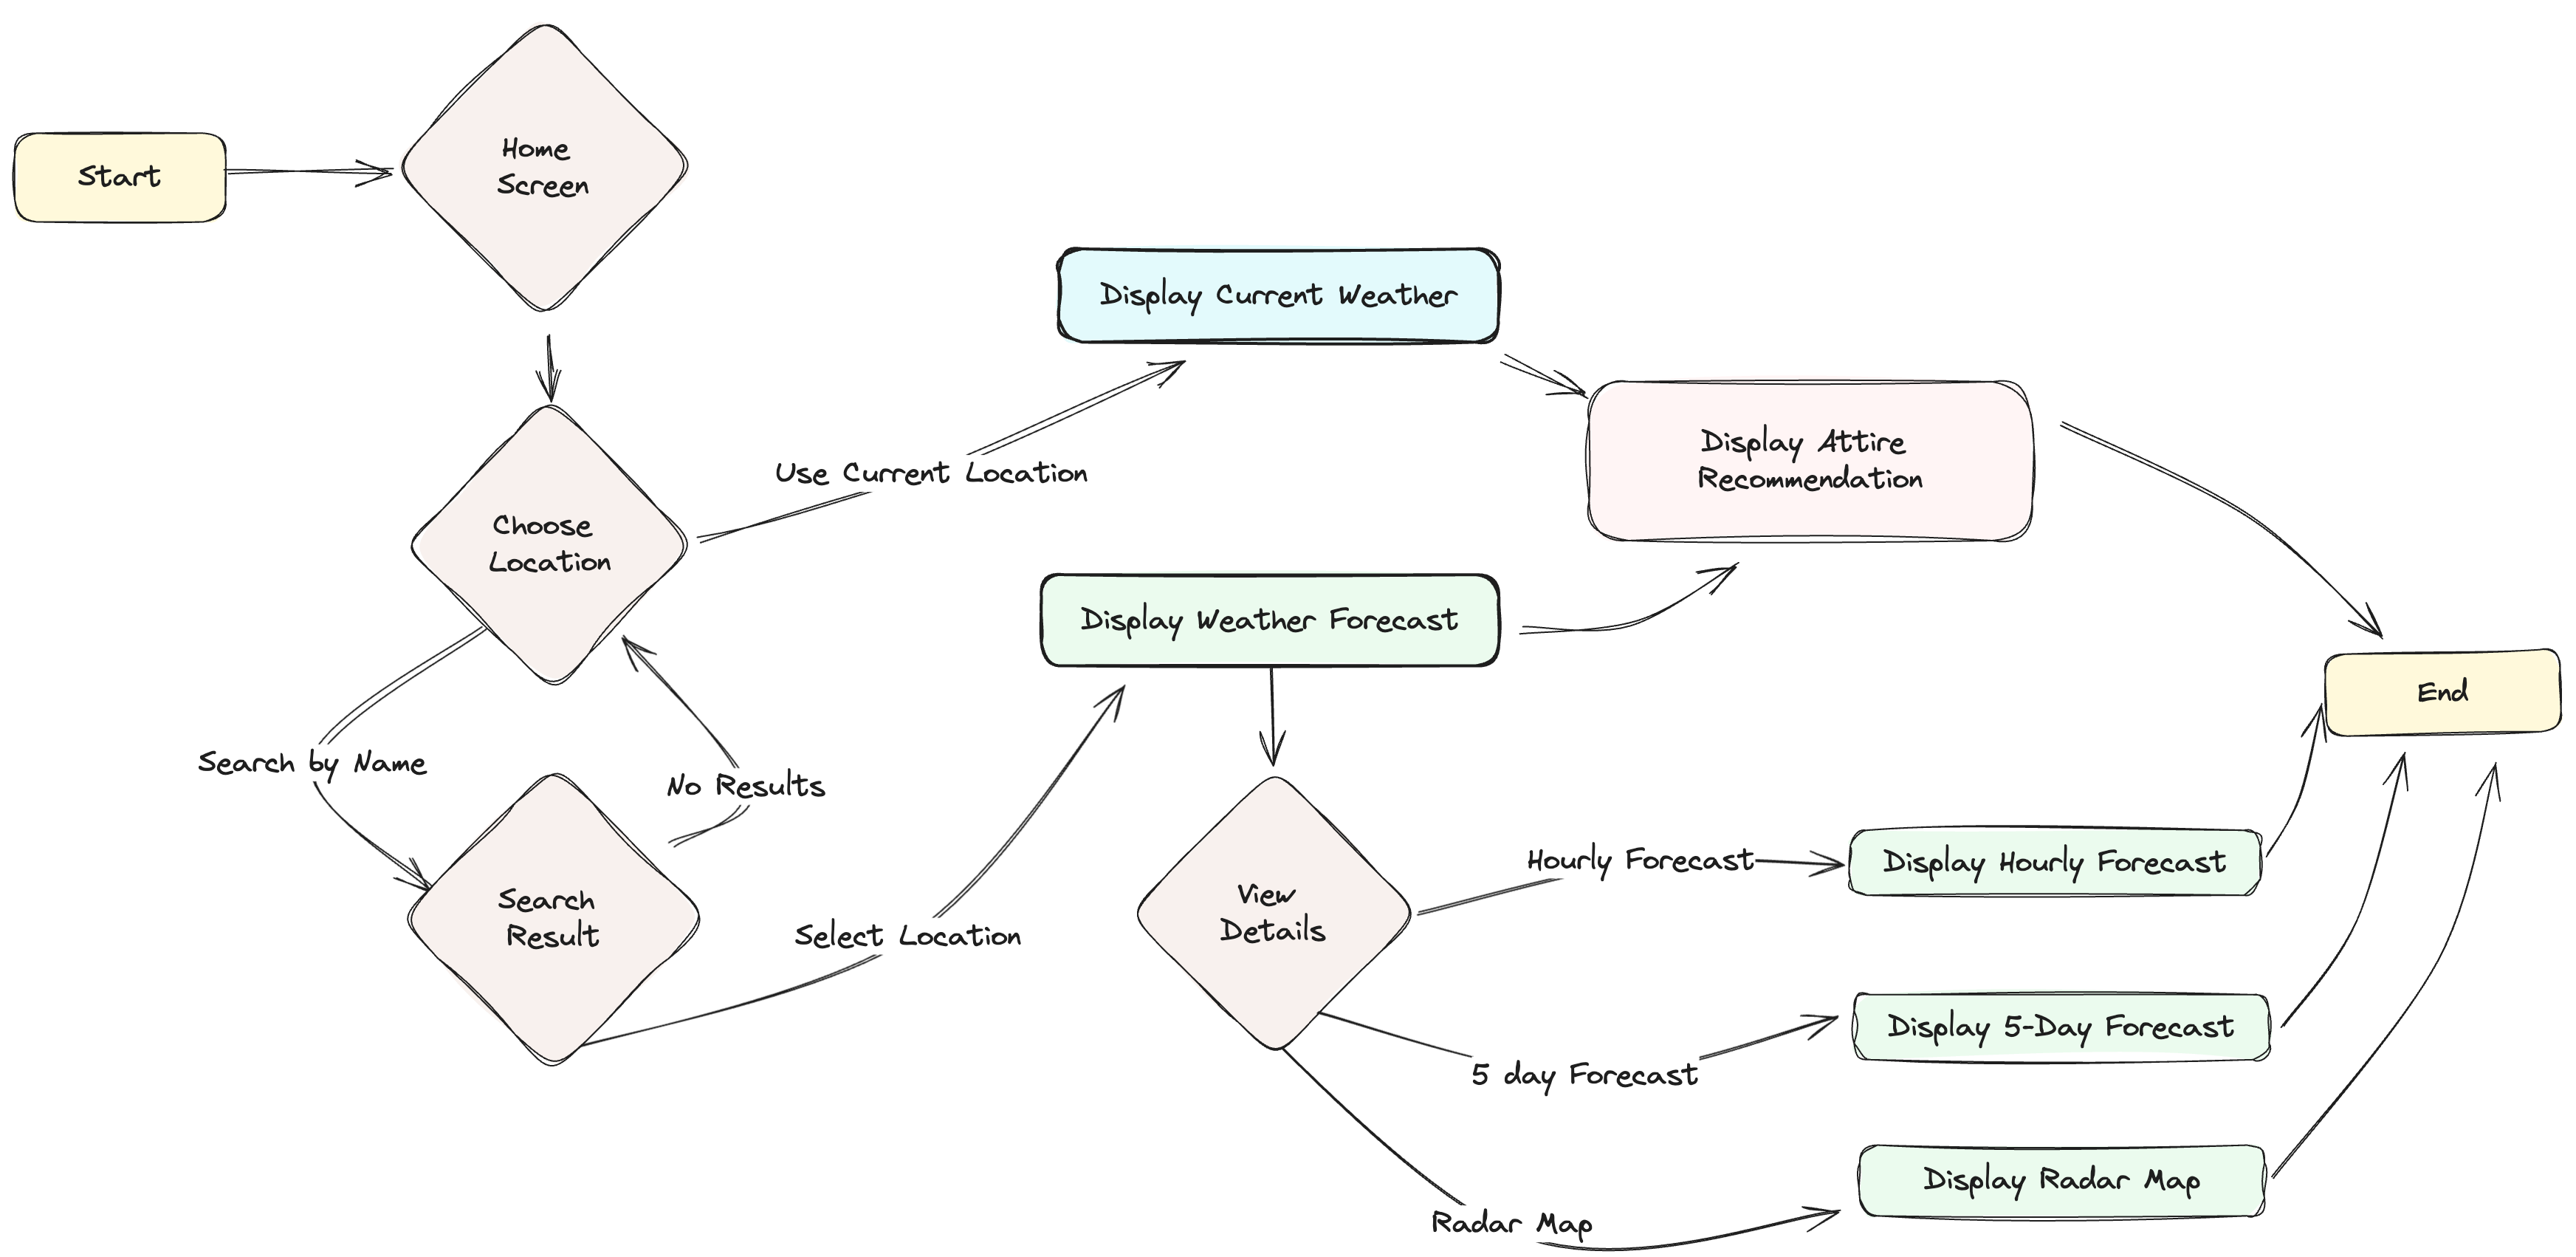 Start
Home
Screen
Display Current Weather
Display Attire
Recommendation
Use Current Location
Choose
Location
Display Weather Forecast
End
Search by Name
No Results
Search
Result
Select Location
View
Details
Hourly Forecast
Display Hourly Forecast
5 day Forecast
Display 5-Day Forecast
Radar Map
Display Radar Map